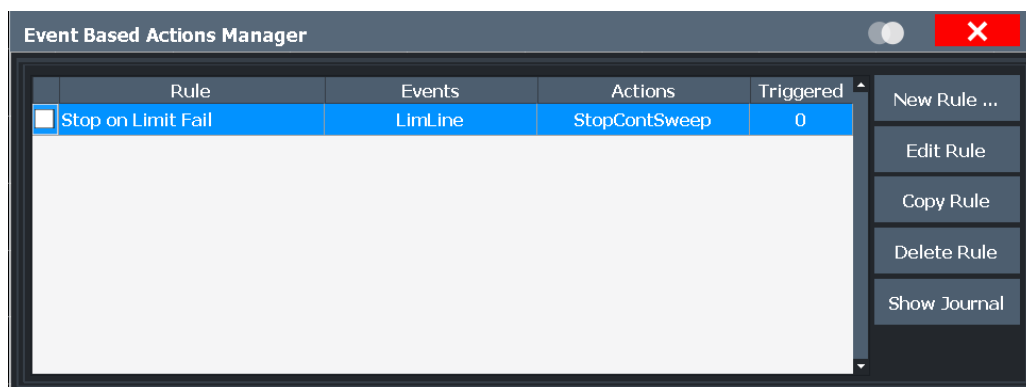 Event Based Actions Manager
Rule Events Actions Triggered
Stop on Limit Fail LimLine StopContSweep 0
New Rule ...
Edit Rule
Copy Rule
Delete Rule
Show Journal